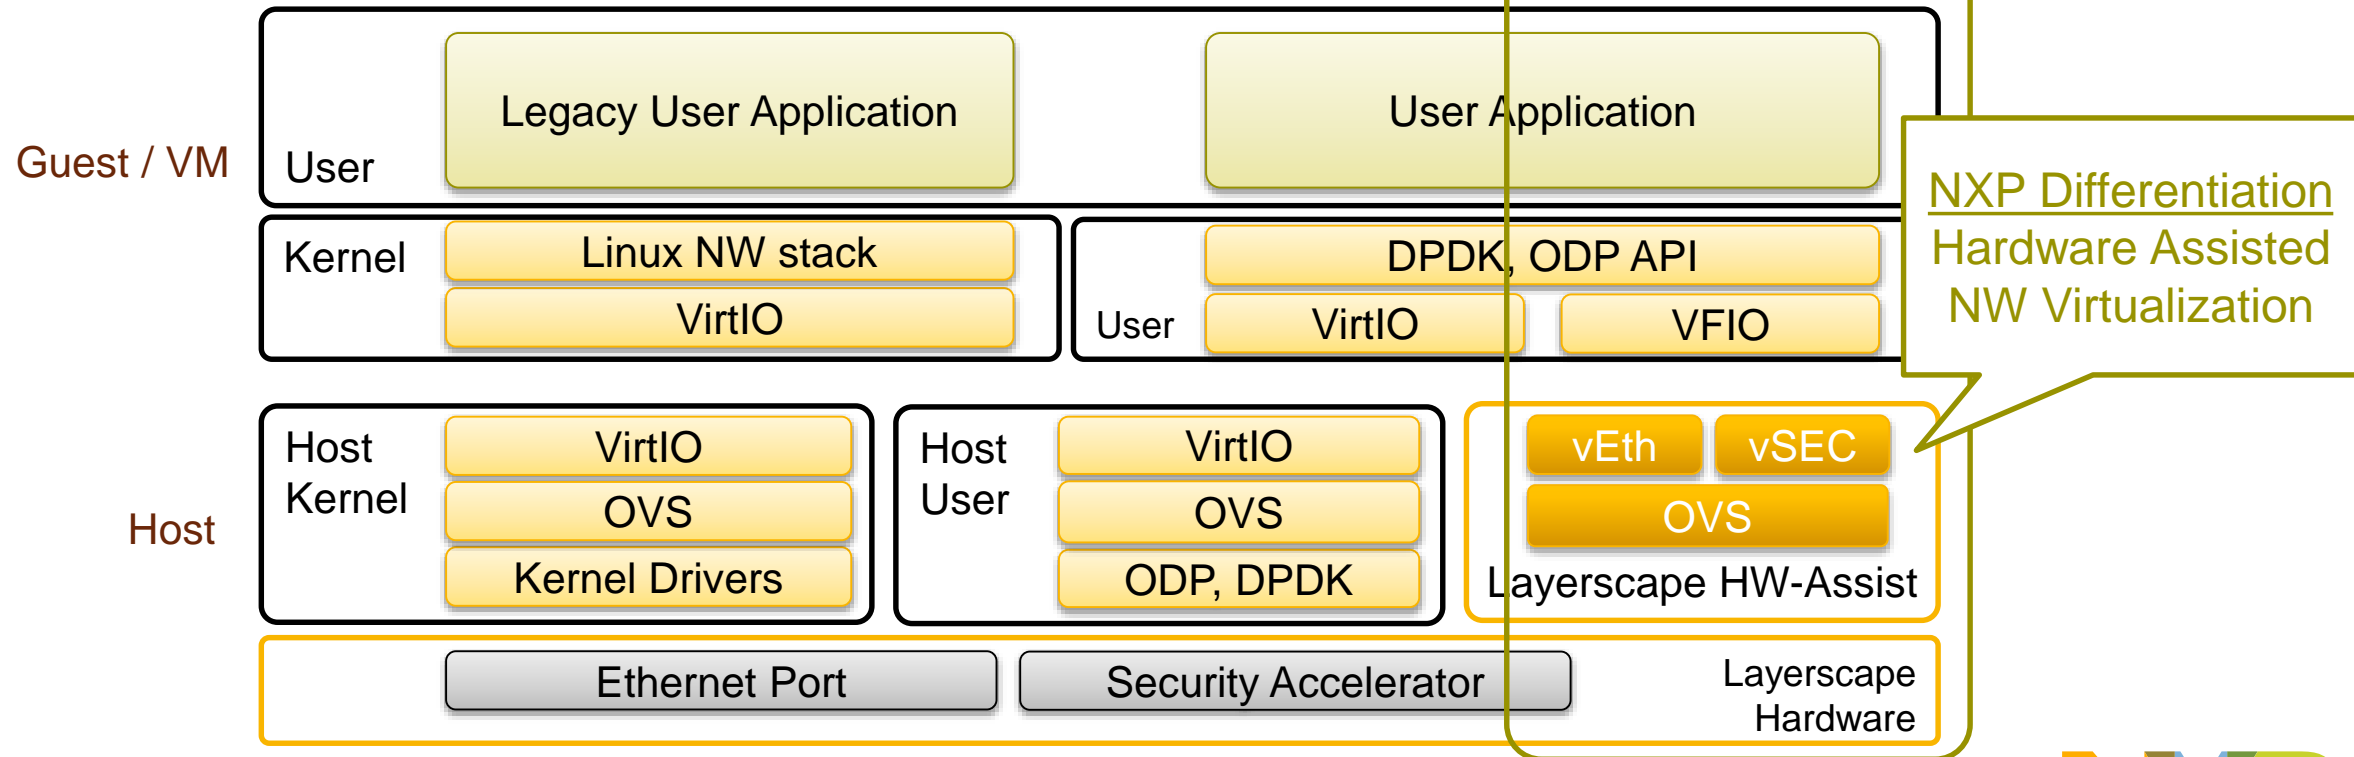 Guest / VM
User
Legacy User Application
User Application
Kernel
Linux NW stack
VirtIO
User
DPDK, ODP API
VirtIO
VFIO
NXP Differentiation
Hardware Assisted
NW Virtualization
Host
Host
Kernel
VirtIO
OVS
Kernel Drivers
Host
User
VirtIO
OVS
ODP, DPDK
vEth
vSEC
OVS
Layerscape HW-Assist
Ethernet Port
Security Accelerator
Layerscape
Hardware